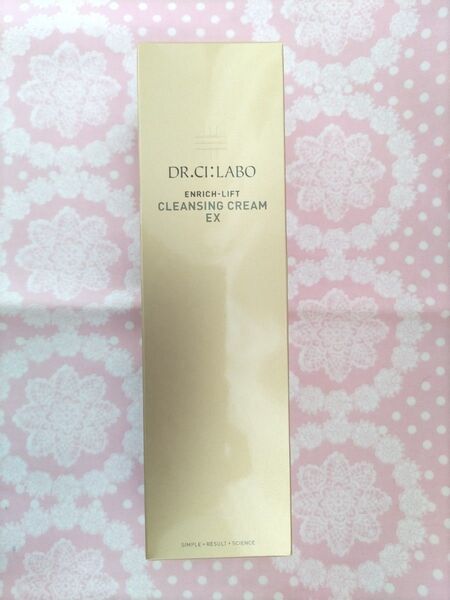 DR.CI:LABO
ENRICH-LIFT
CLEANSING CREAM
EX
SIMPLE • RESULT • SCIENCE